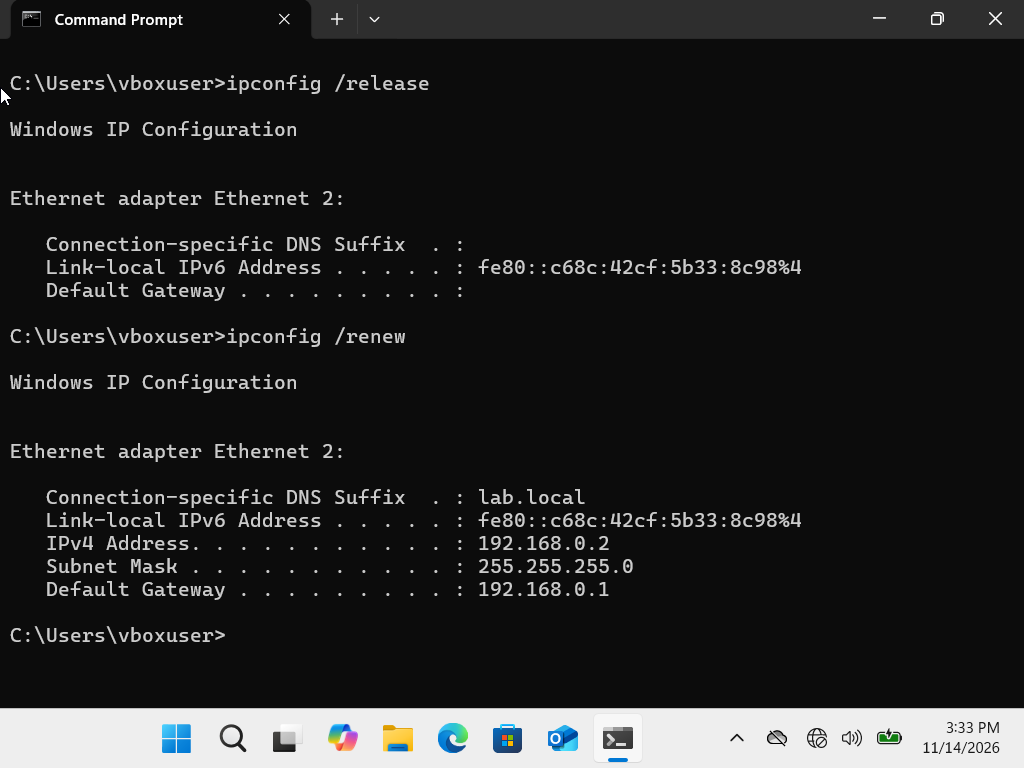 Command Prompt
C:\Users\vboxuser>ipconfig /release
Windows IP Configuration
Ethernet adapter Ethernet 2:
   Connection-specific DNS Suffix  . :
   Link-local IPv6 Address . . . . . : fe80::c68c:42cf:5b33:8c98%4
   Default Gateway . . . . . . . . . :
C:\Users\vboxuser>ipconfig /renew
Windows IP Configuration
Ethernet adapter Ethernet 2:
   Connection-specific DNS Suffix  . : lab.local
   Link-local IPv6 Address . . . . . : fe80::c68c:42cf:5b33:8c98%4
   IPv4 Address. . . . . . . . . . . : 192.168.0.2
   Subnet Mask . . . . . . . . . . . : 255.255.255.0
   Default Gateway . . . . . . . . . : 192.168.0.1
C:\Users\vboxuser>
3:33 PM
11/14/2026